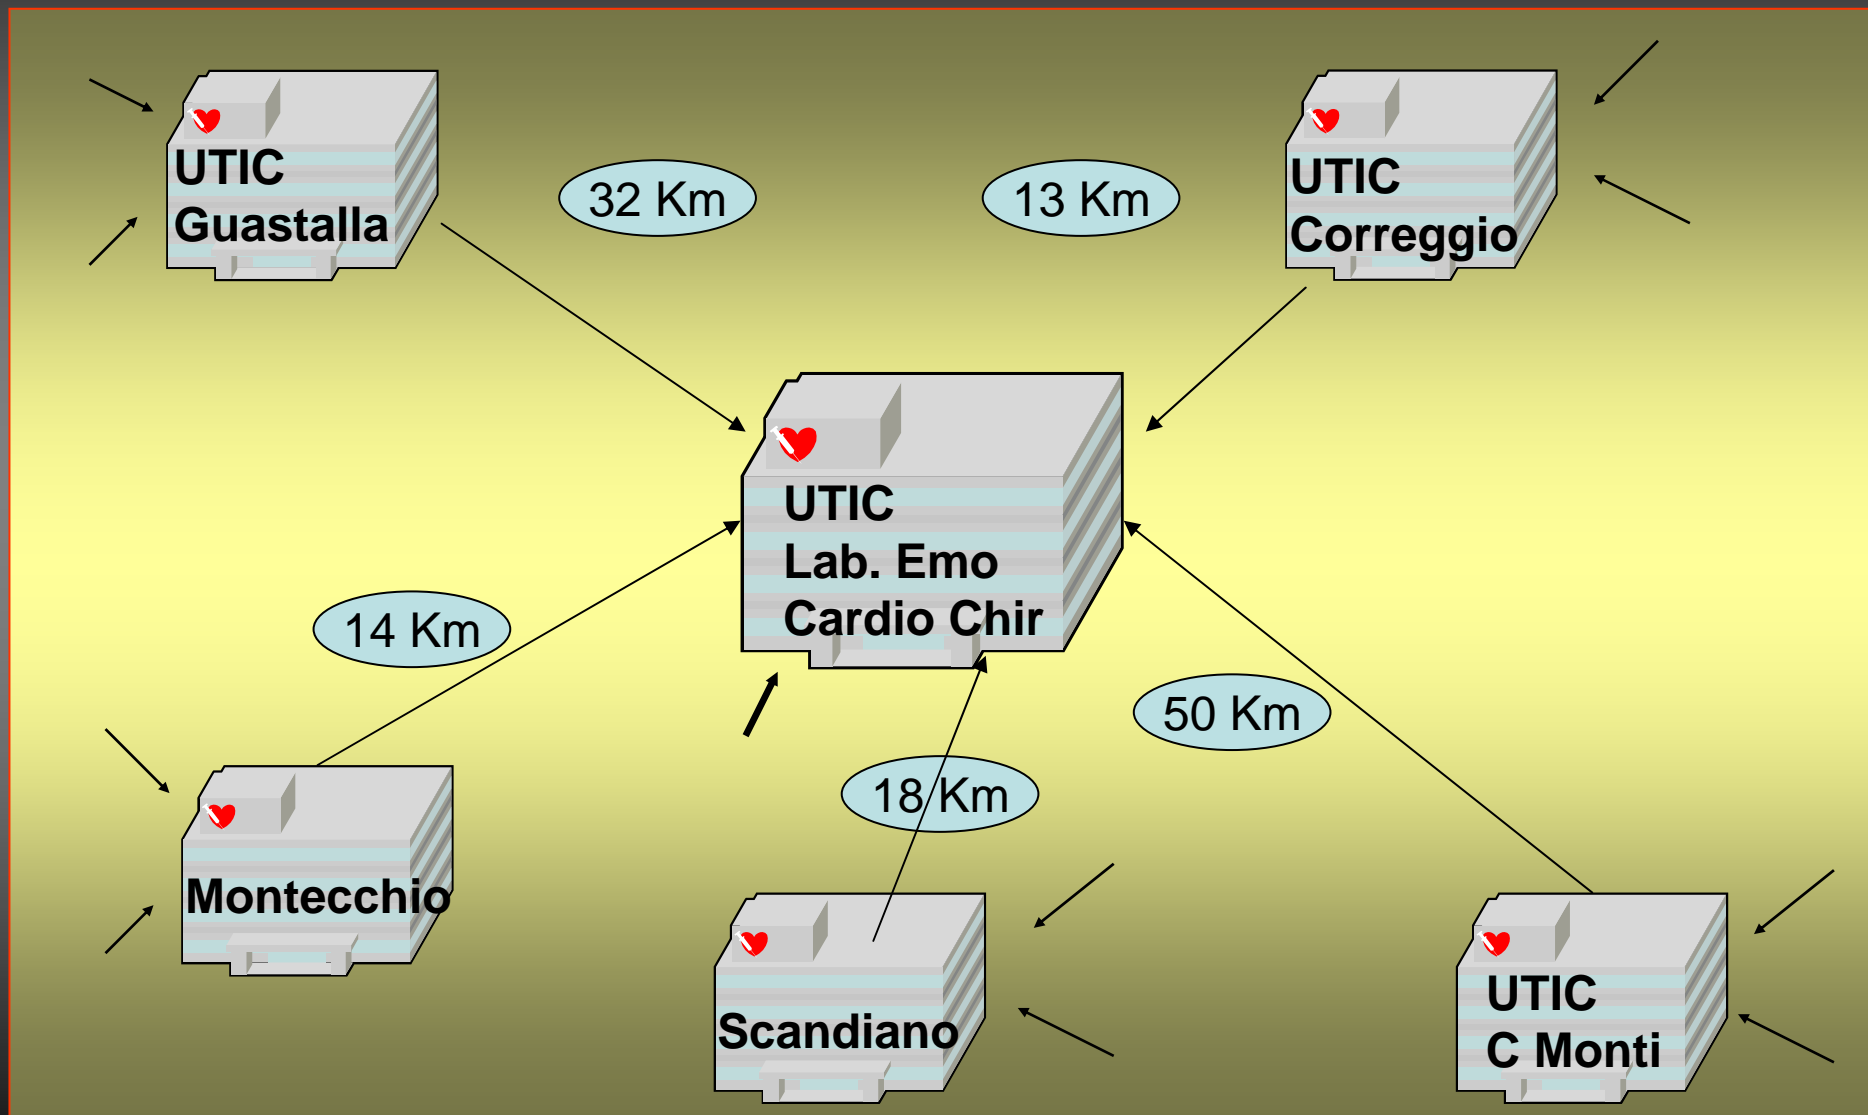 UTIC
Guastalla
32 Km
13 Km
UTIC
Correggio
UTIC
Lab. Emo
Cardio Chir
14 Km
50 Km
18 Km
Montecchio
Scandiano
UTIC
C Monti